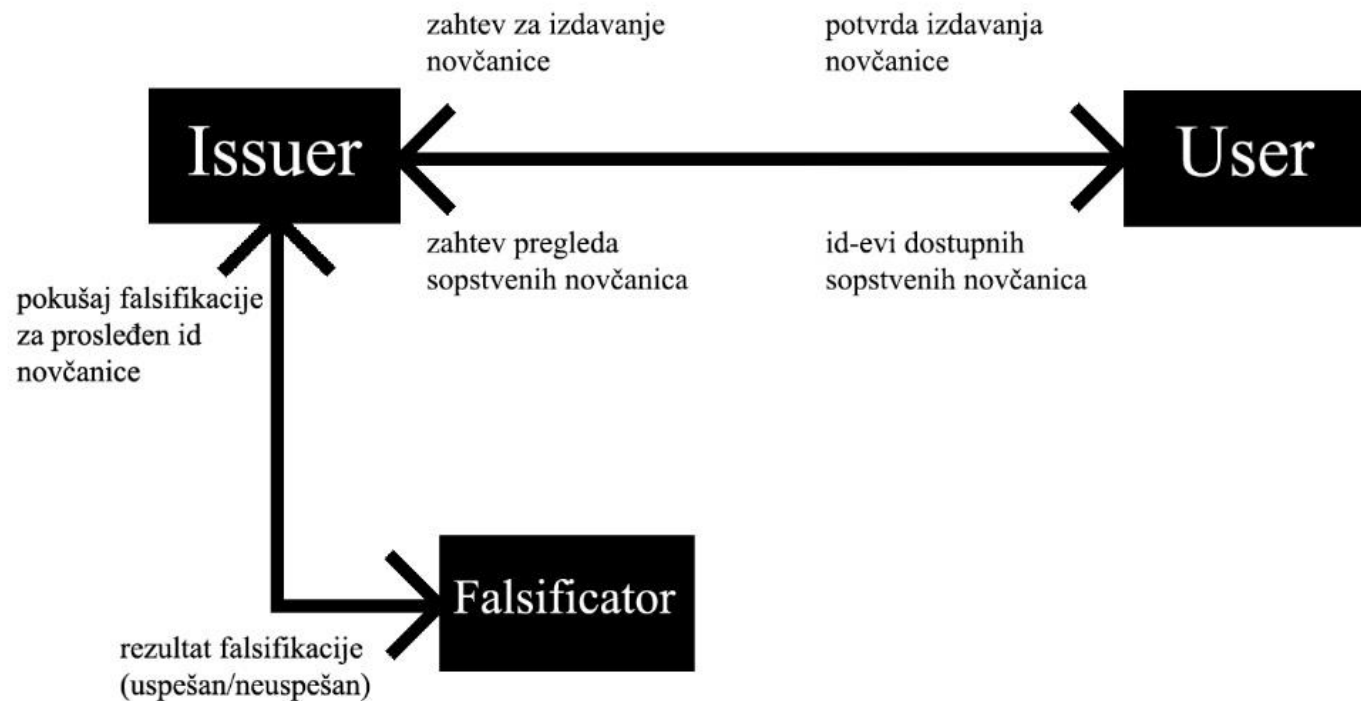 zahtev za izdavanje
novčanice
potvrda izdavanja
novčanice
Issuer
User
zahtev pregleda
sopstvenih novčanica
id-evi dostupnih
sopstvenih novčanica
pokušaj falsifikacije
za prosleđen id
novčanice
Falsificator
rezultat falsifikacije
(uspešan/neuspešan)